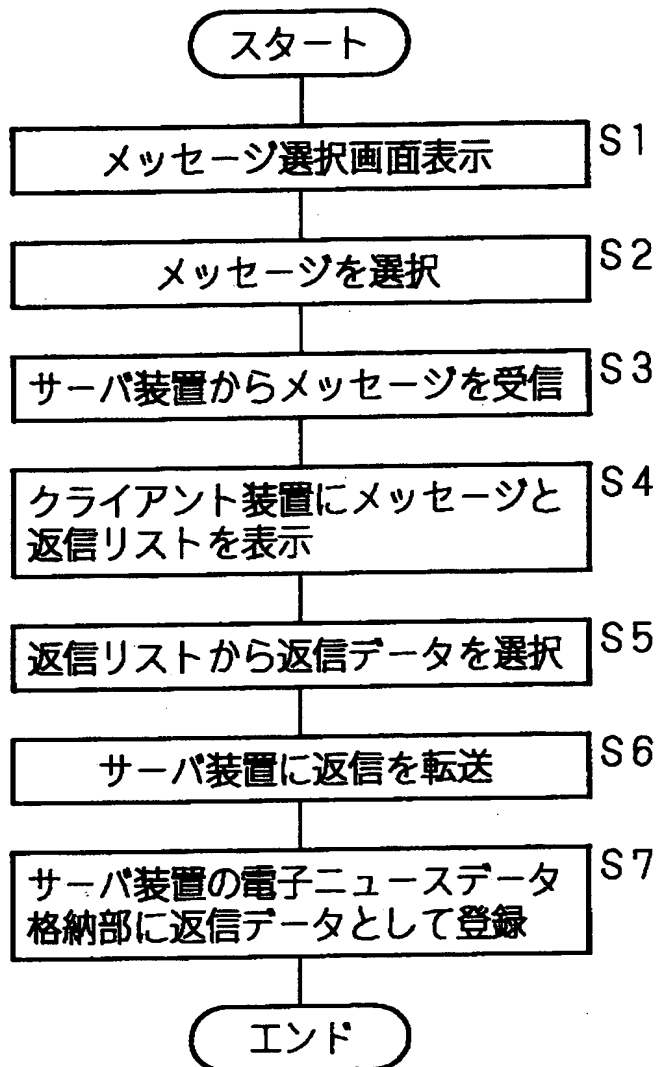 スタート
メッセージ選択画面表示
S1
メッセージを選択
S2
サーバ装置からメッセージを受信
S3
クライアント装置にメッセージと
返信リストを表示
S4
返信リストから返信データを選択
S5
サーバ装置に返信を転送
S6
サーバ装置の電子ニュースデータ
格納部に返信データとして登録
S7
エンド